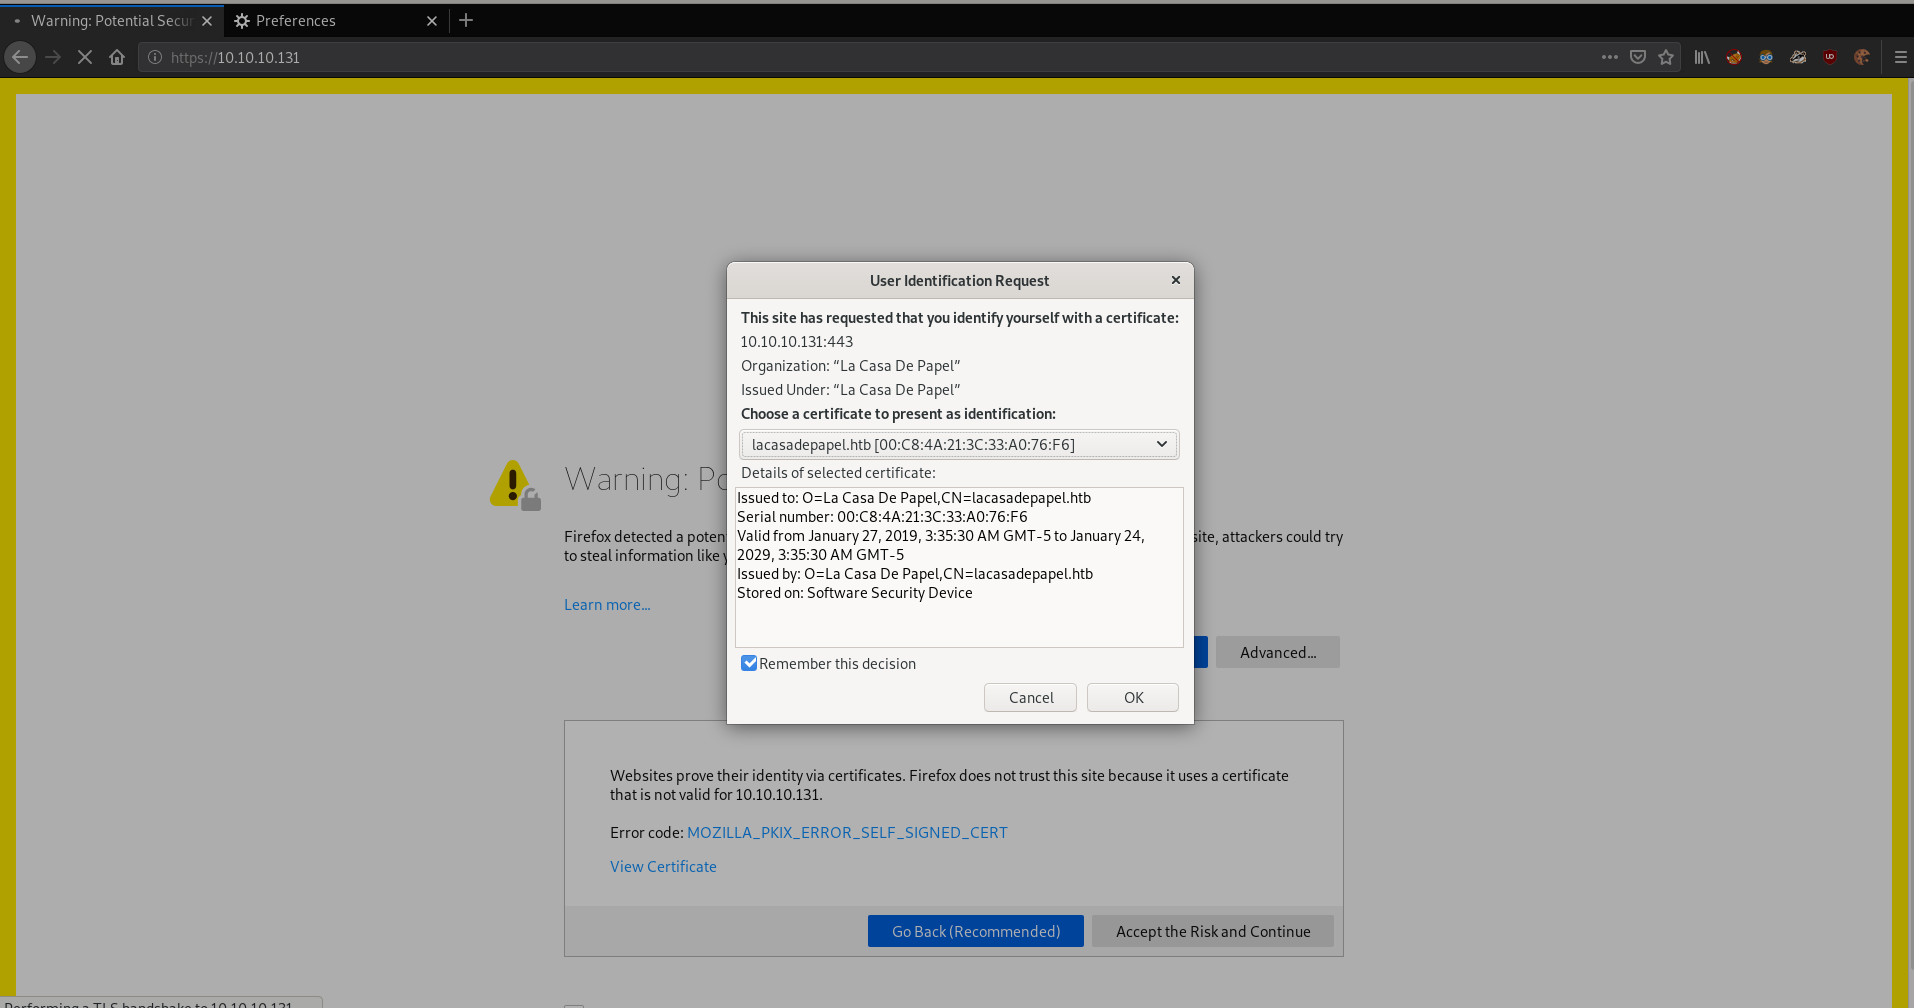 Warning: Potential Secur
Preferences
https://10.10.10.131
User Identification Request
This site has requested that you identify yourself with a certificate:
10.10.10.131:443
Organization: “La Casa De Papel”
Issued Under: “La Casa De Papel”
Choose a certificate to present as identification:
lacasadepapel.htb [00:C8:4A:21:3C:33:A0:76:F6]
Details of selected certificate:
Issued to: O=La Casa De Papel,CN=lacasadepapel.htb
Serial number: 00:C8:4A:21:3C:33:A0:76:F6
Valid from January 27, 2019, 3:35:30 AM GMT-5 to January 24,
2029, 3:35:30 AM GMT-5
Issued by: O=La Casa De Papel,CN=lacasadepapel.htb
Stored on: Software Security Device
Remember this decision
Cancel
OK
Warning: Po
Firefox detected a poten
site, attackers could try
to steal information like
Learn more...
Advanced...
Websites prove their identity via certificates. Firefox does not trust this site because it uses a certificate
that is not valid for 10.10.10.131.
Error code: MOZILLA_PKIX_ERROR_SELF_SIGNED_CERT
View Certificate
Go Back (Recommended)
Accept the Risk and Continue
Performing a TLS handshake to 10.10.10.131